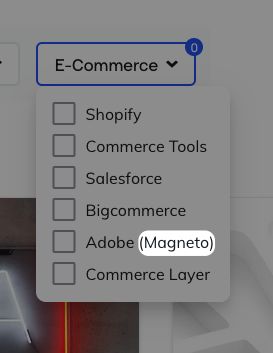 E-Commerce
0
Shopify
Commerce Tools
Salesforce
Bigcommerce
Adobe (Magneto)
Commerce Layer